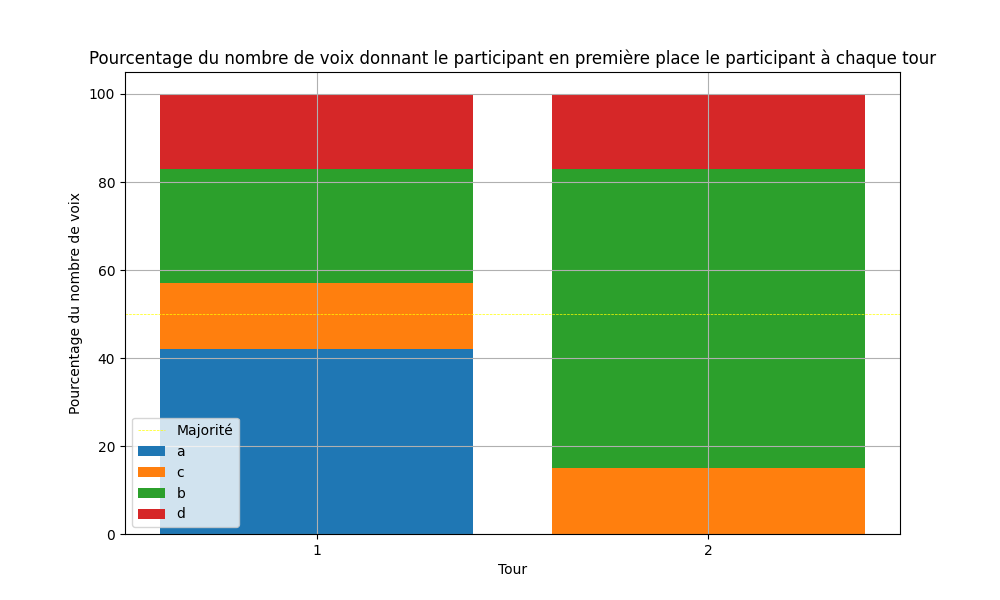 Pourcentage du nombre de voix donnant le participant en première place le participant à chaque tour
Pourcentage du nombre de voix
100
80
60
40
20
0
Majorité
a
c
b
d
1
2
Tour